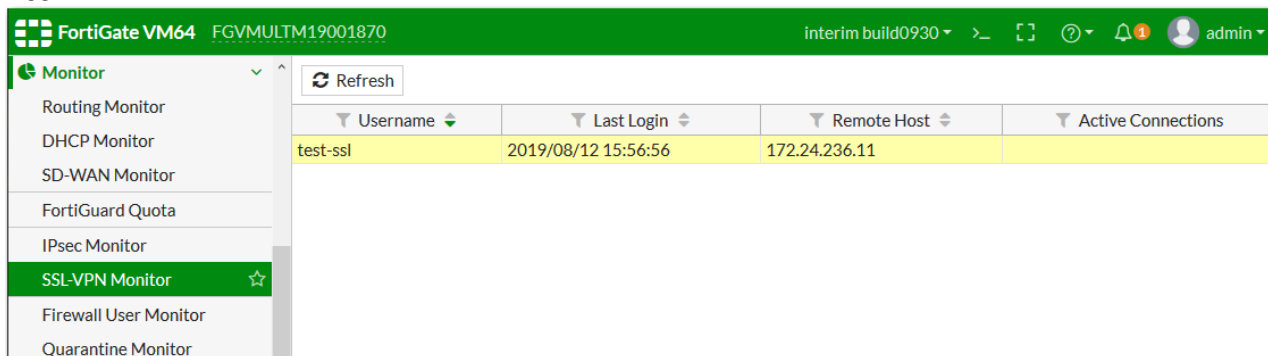 FortiGate VM64 FGVMULTM19001870 interim build0930 >_ admin
Monitor
Refresh
Routing Monitor
Username Last Login Remote Host Active Connections
DHCP Monitor
test-ssl 2019/08/12 15:56:56 172.24.236.11
SD-WAN Monitor
FortiGuard Quota
IPsec Monitor
SSL-VPN Monitor
Firewall User Monitor
Quarantine Monitor